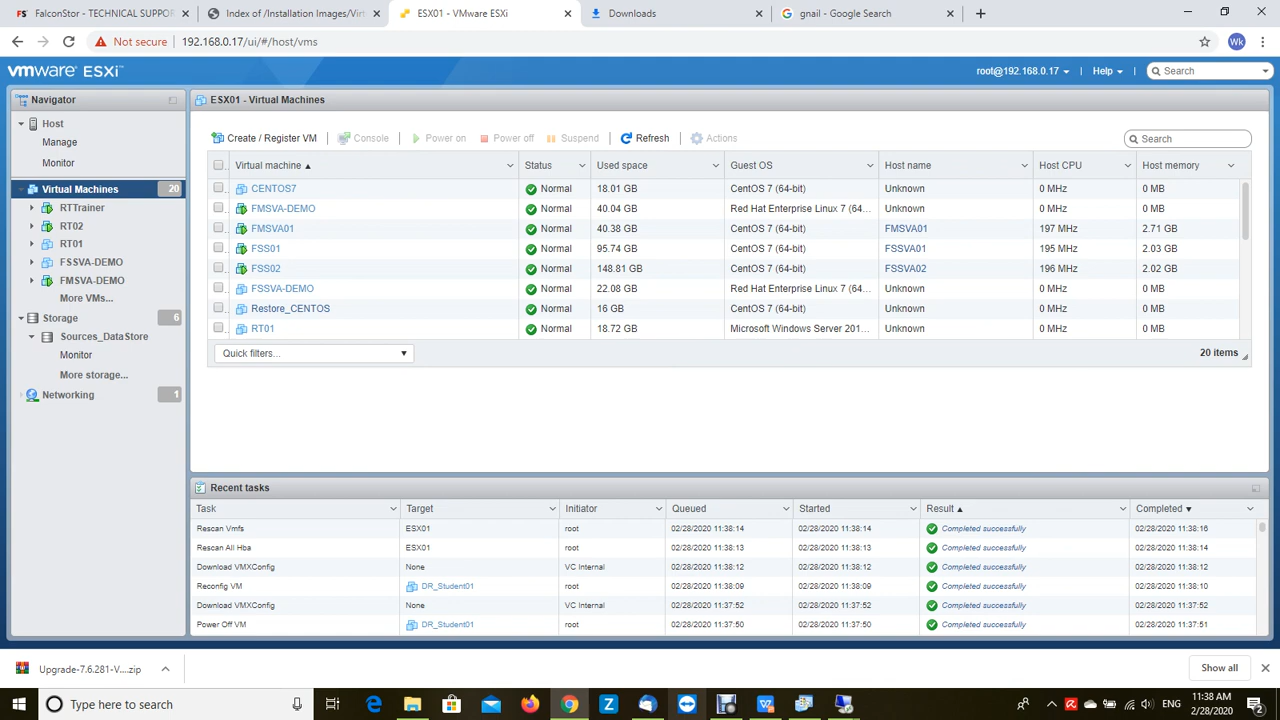 FalconStor - TECHNICAL SUPPOR
Index of /Installation Images/Virt
ESX01 - VMware ESXi
Downloads
gnail - Google Search
Not secure 192.168.0.17/ui/#/host/vms
Wk
vmware ESXi™
root@192.168.0.17 | Help | Search
Navigator
Host
Manage
Monitor
Virtual Machines 20
RTTrainer
RT02
RT01
FSSVA-DEMO
FMSVA-DEMO
More VMs...
Storage 6
Sources_DataStore
Monitor
More storage...
Networking 1
ESX01 - Virtual Machines
Create / Register VM | Console | Power on Power off Suspend | Refresh | Actions
Search
Virtual machine ▲ Status Used space Guest OS Host name Host CPU Host memory
CENTOS7 Normal 18.01 GB CentOS 7 (64-bit) Unknown 0 MHz 0 MB
FMSVA-DEMO Normal 40.04 GB Red Hat Enterprise Linux 7 (64... Unknown 0 MHz 0 MB
FMSVA01 Normal 40.38 GB CentOS 7 (64-bit) FMSVA01 197 MHz 2.71 GB
FSS01 Normal 95.74 GB CentOS 7 (64-bit) FSSVA01 195 MHz 2.03 GB
FSS02 Normal 148.81 GB CentOS 7 (64-bit) FSSVA02 196 MHz 2.02 GB
FSSVA-DEMO Normal 22.08 GB Red Hat Enterprise Linux 7 (64... Unknown 0 MHz 0 MB
Restore_CENTOS Normal 16 GB CentOS 7 (64-bit) Unknown 0 MHz 0 MB
RT01 Normal 18.72 GB Microsoft Windows Server 201... Unknown 0 MHz 0 MB
Quick filters...
20 items
Recent tasks
Task Target Initiator Queued Started Result ▲ Completed ▼
Rescan Vmfs ESX01 root 02/28/2020 11:38:14 02/28/2020 11:38:14 Completed successfully 02/28/2020 11:38:16
Rescan All Hba ESX01 root 02/28/2020 11:38:13 02/28/2020 11:38:13 Completed successfully 02/28/2020 11:38:14
Download VMXConfig None VC Internal 02/28/2020 11:38:12 02/28/2020 11:38:12 Completed successfully 02/28/2020 11:38:12
Reconfig VM DR_Student01 root 02/28/2020 11:38:09 02/28/2020 11:38:09 Completed successfully 02/28/2020 11:38:10
Download VMXConfig None VC Internal 02/28/2020 11:37:52 02/28/2020 11:37:52 Completed successfully 02/28/2020 11:37:52
Power Off VM DR_Student01 root 02/28/2020 11:37:50 02/28/2020 11:37:50 Completed successfully 02/28/2020 11:37:51
Upgrade-7.6.281-V....zip
Show all
Type here to search
ENG
11:38 AM
2/28/2020